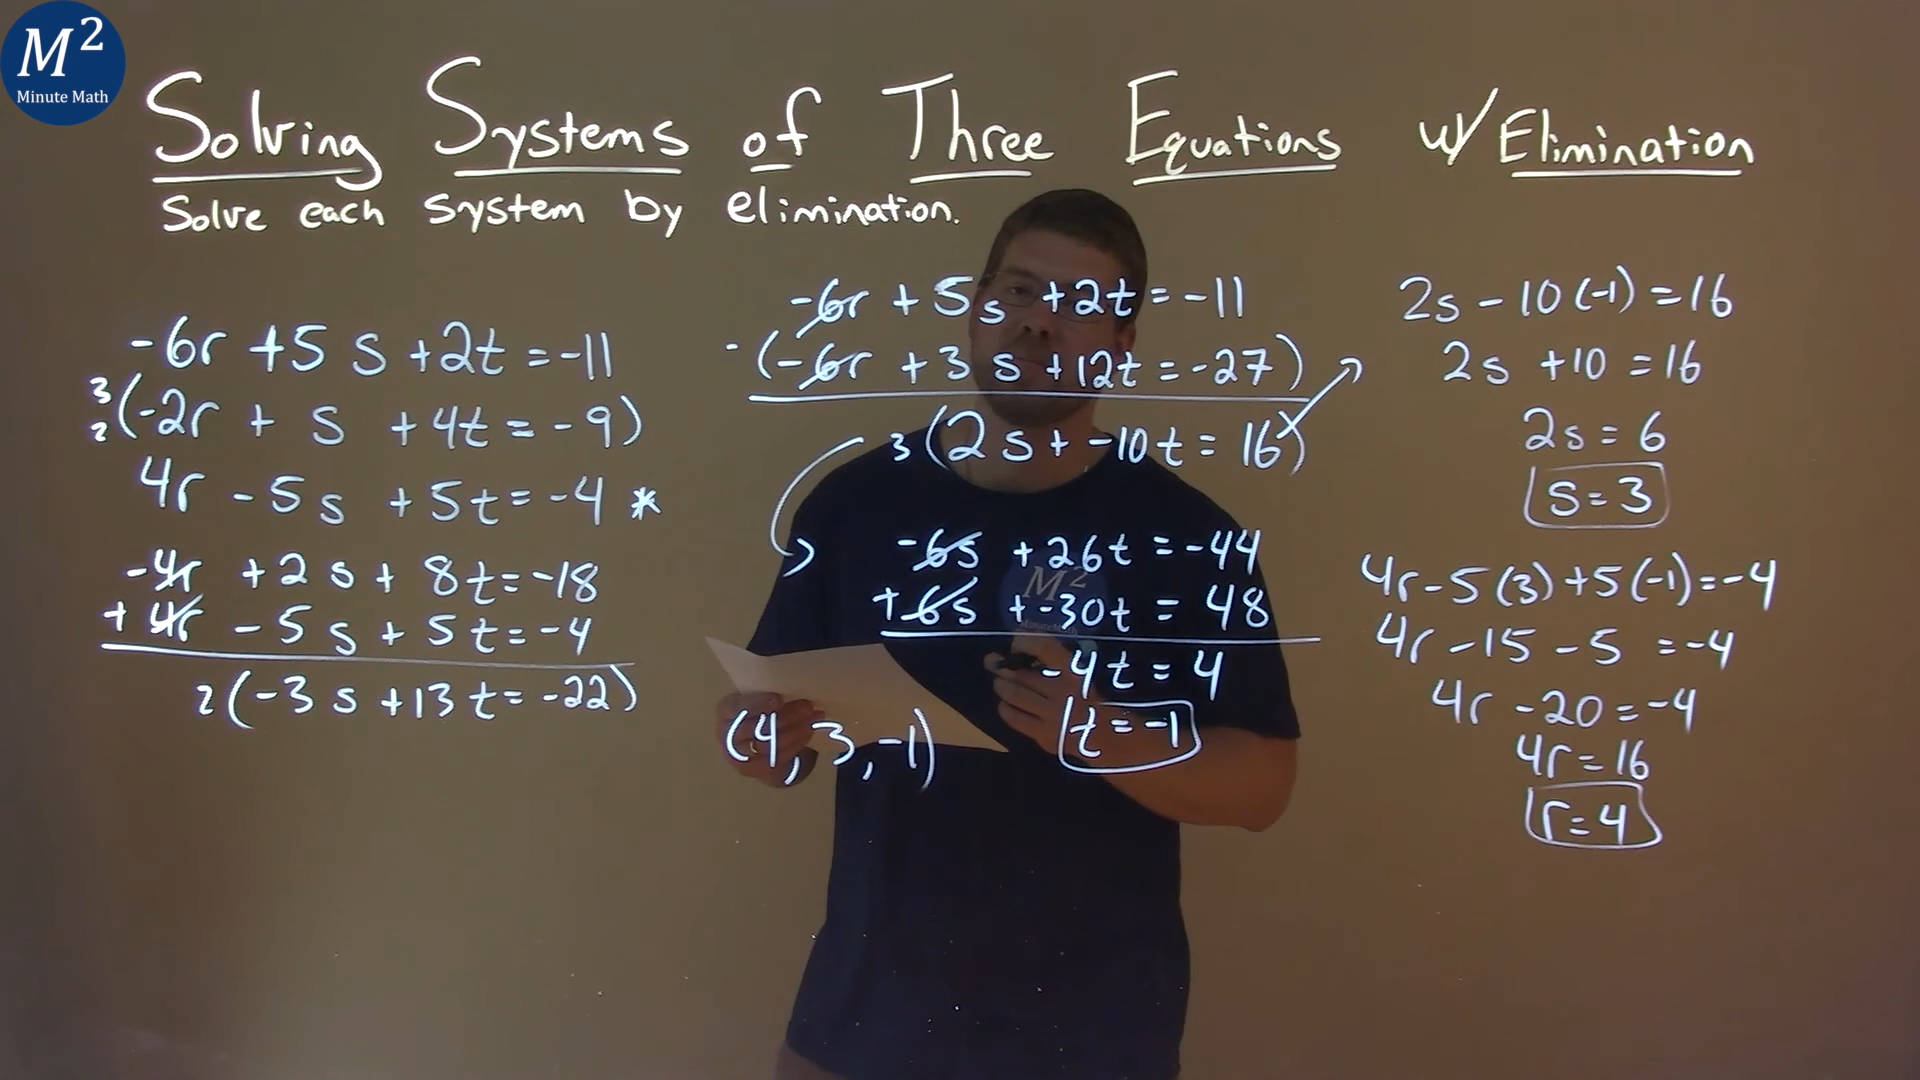 M²
Minute Math
Solving Systems of Three Equations w/ Elimination
Solve each system by elimination.
-6r + 5s + 2t = -11
3
2 (-2r + s + 4t = -9)
4r - 5s + 5t = -4 *
-4r + 2s + 8t = -18
+ 4r - 5s + 5t = -4
2(-3s + 13t = -22)
-6r + 5s + 2t = -11
-(-6r + 3s + 12t = -27)
3(2s + -10t = 16)
-6s + 26t = -44
+ 6s + -30t = 48
-4t = 4
t = -1
(4, 3, -1)
M²
MinuteMath
2s - 10(-1) = 16
2s + 10 = 16
2s = 6
s = 3
4r - 5(3) + 5(-1) = -4
4r - 15 - 5 = -4
4r - 20 = -4
4r = 16
r = 4